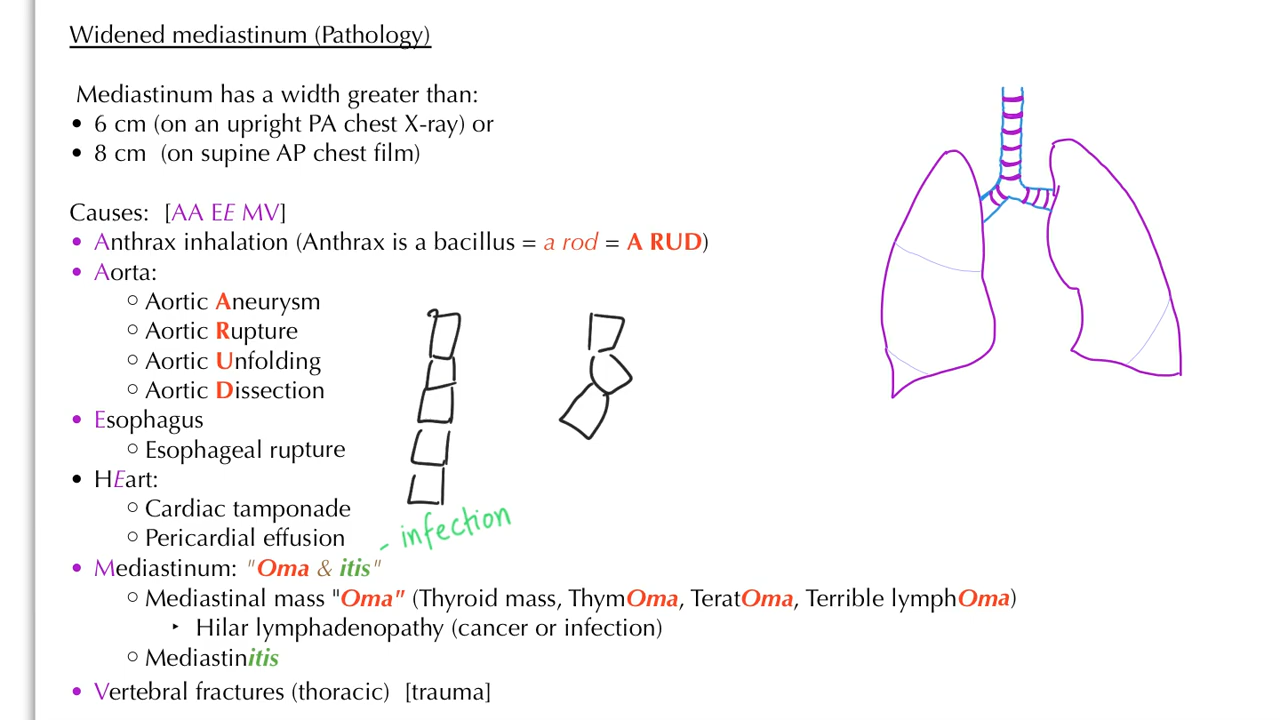 Widened mediastinum (Pathology)
Mediastinum has a width greater than:
• 6 cm (on an upright PA chest X-ray) or
• 8 cm (on supine AP chest film)
Causes: [AA EE MV]
• Anthrax inhalation (Anthrax is a bacillus = a rod = A RUD)
• Aorta:
○ Aortic Aneurysm
○ Aortic Rupture
○ Aortic Unfolding
○ Aortic Dissection
• Esophagus
○ Esophageal rupture
• HEart:
○ Cardiac tamponade
○ Pericardial effusion
- infection
• Mediastinum: "Oma & itis"
○ Mediastinal mass "Oma" (Thyroid mass, ThymOma, TeratOma, Terrible lymphOma)
‣ Hilar lymphadenopathy (cancer or infection)
○ Mediastinitis
• Vertebral fractures (thoracic) [trauma]